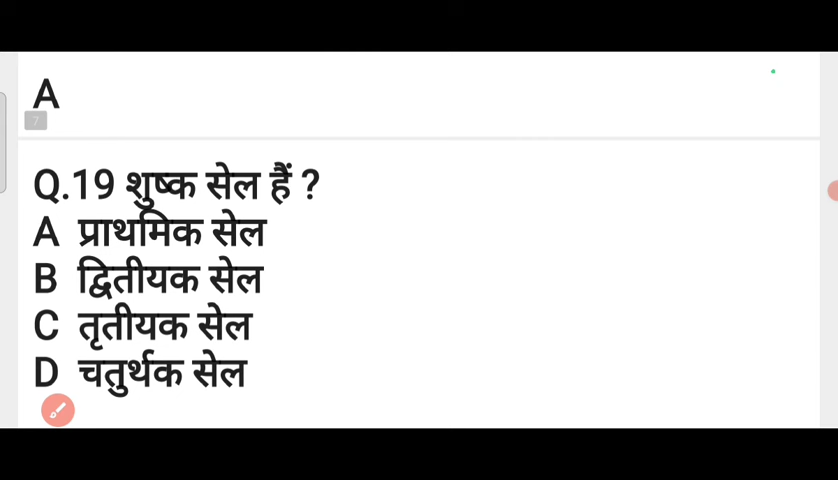 A
7
Q.19 शुष्क सेल हैं ?
A प्राथमिक सेल
B द्वितीयक सेल
C तृतीयक सेल
D चतुर्थक सेल